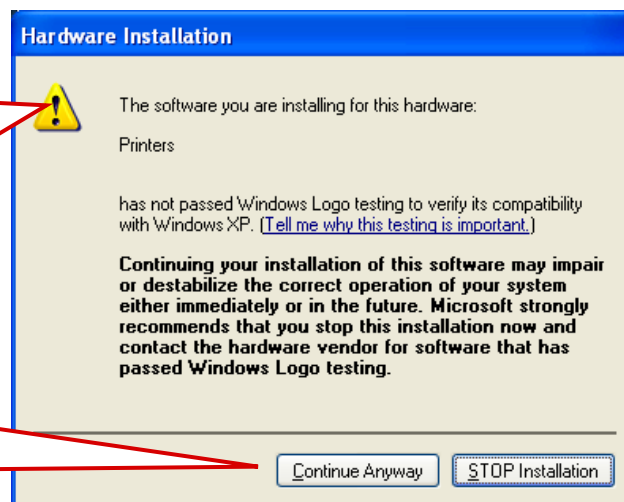 Hardware Installation
The software you are installing for this hardware:
Printers
has not passed Windows Logo testing to verify its compatibility
with Windows XP. (Tell me why this testing is important.)
Continuing your installation of this software may impair
or destabilize the correct operation of your system
either immediately or in the future. Microsoft strongly
recommends that you stop this installation now and
contact the hardware vendor for software that has
passed Windows Logo testing.
Continue Anyway
STOP Installation